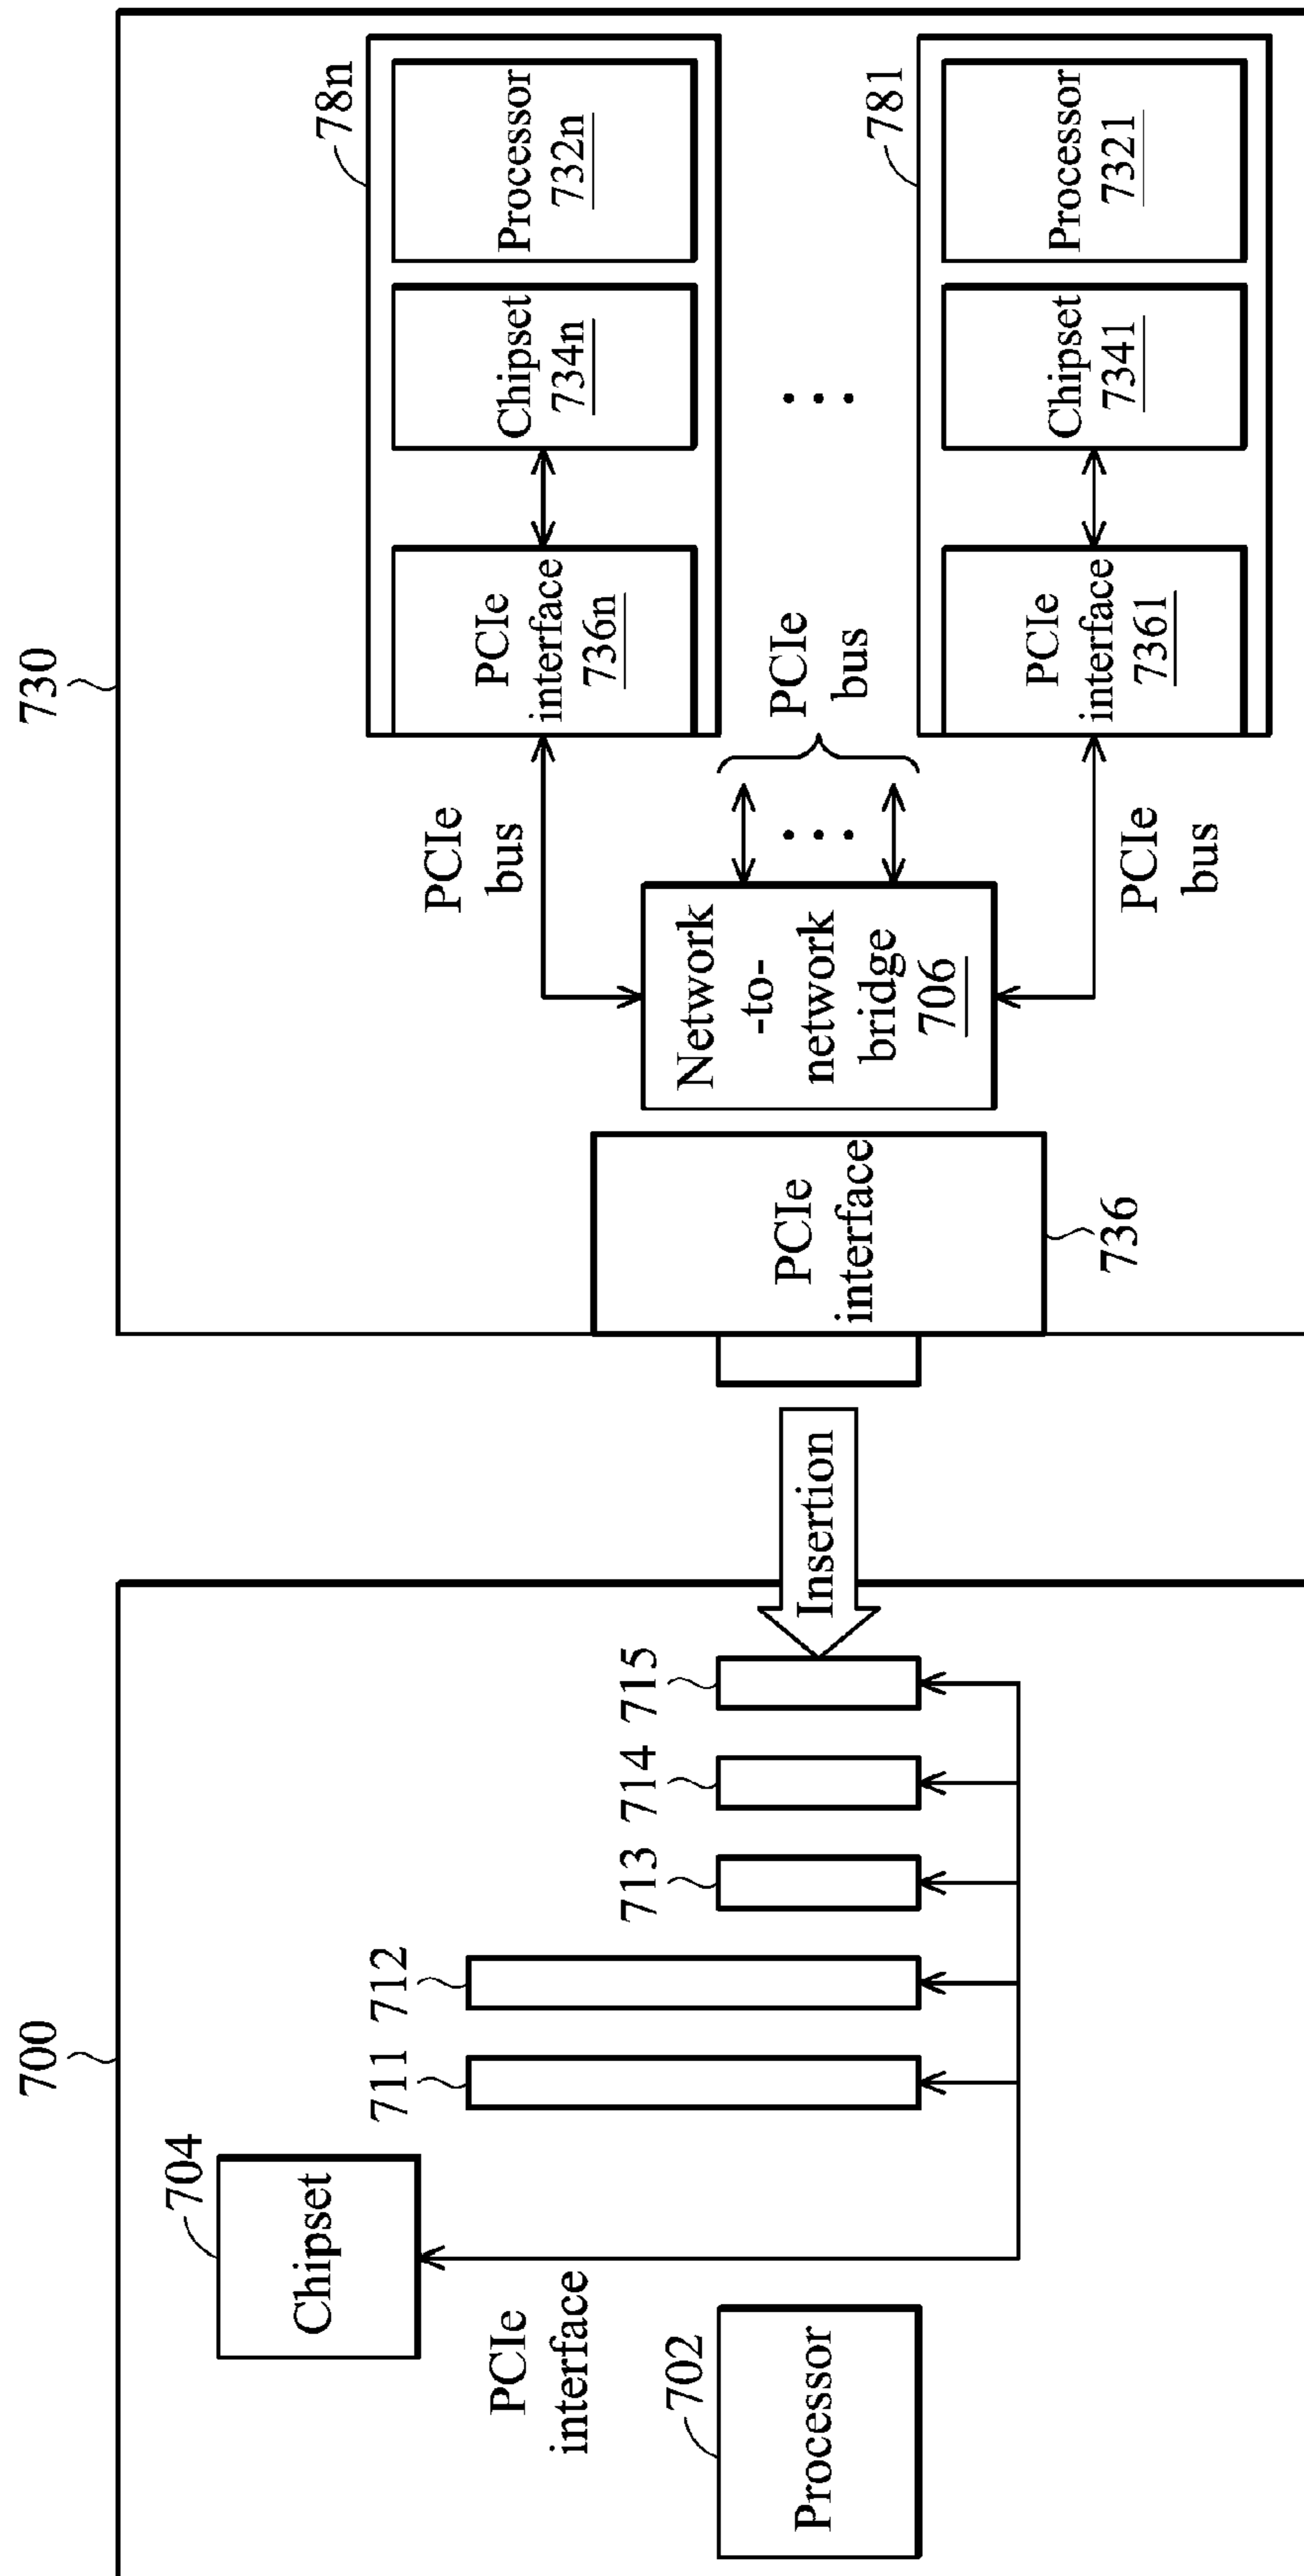 700
704
Chipset
PCIe
interface
702
Processor
711
712
713
714
715
Insertion
730
PCIe
interface
736
Network
-to-
network
bridge
706
PCIe
bus
PCIe
bus
PCIe
bus
78n
PCIe
interface
736n
Chipset
734n
Processor
732n
781
PCIe
interface
7361
Chipset
7341
Processor
7321